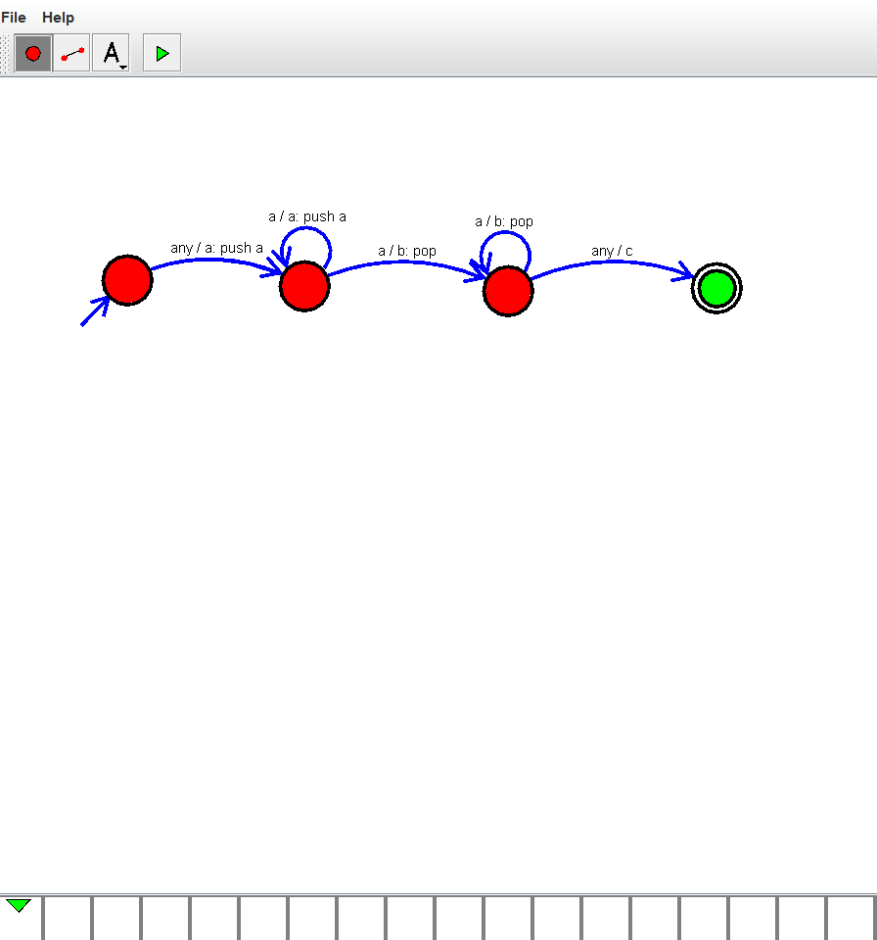 File Help
A
a / a: push a
a / b: pop
any / a: push a
a / b: pop
any / c